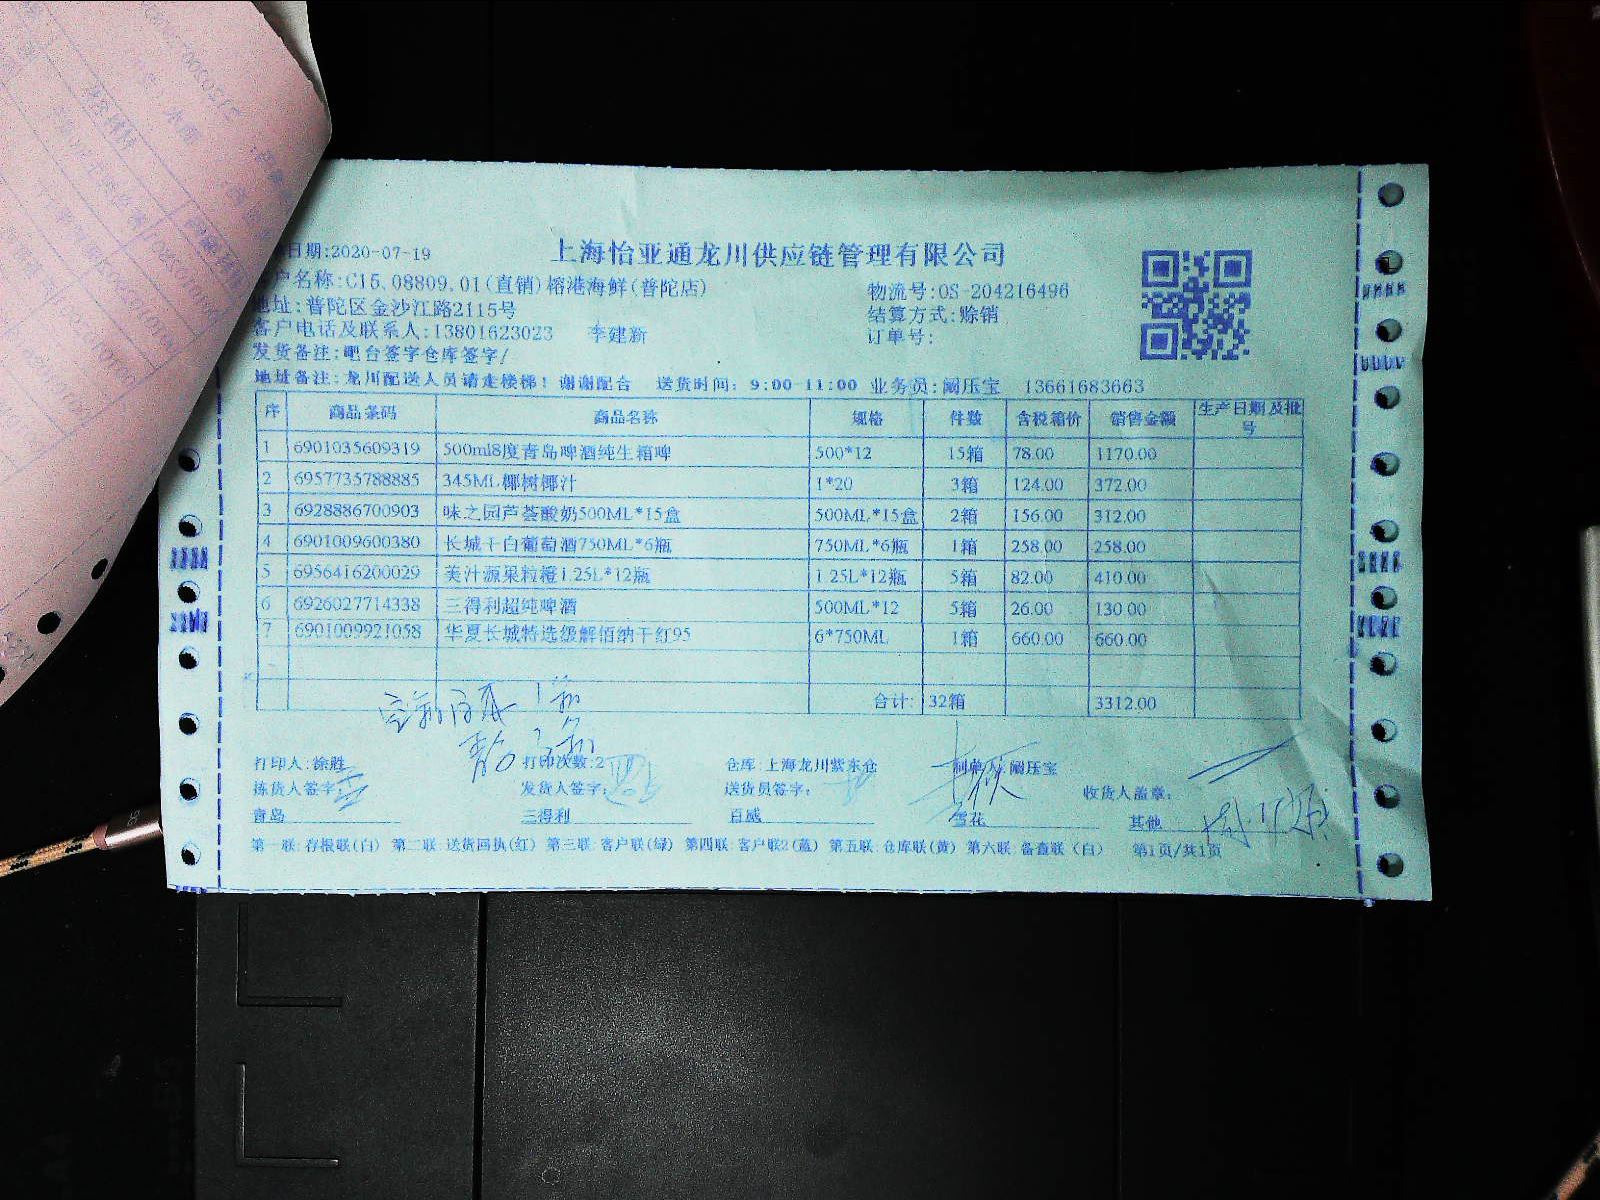 日期:2020-07-19
上海怡亚通龙川供应链管理有限公司
户名称:C15.08809.01(直销)榕港海鲜(普陀店)
物流号:OS-204216496
地址:普陀区金沙江路2115号
结算方式:赊销
客户电话及联系人:13801623023 李建新
订单号:
发货备注:吧台签字仓库签字/
地址备注:龙川配送人员请走楼梯！谢谢配合 送货时间：9:00-11:00 业务员:阚压宝 13661683663
序 商品条码 商品名称 规格 件数 含税箱价 销售金额 生产日期及批号
1 6901035609319 500ml8度青岛啤酒纯生箱啤 500*12 15箱 78.00 1170.00
2 6957735788885 345ML椰树椰汁 1*20 3箱 124.00 372.00
3 6928886700903 味之园芦荟酸奶500ML*15盒 500ML*15盒 2箱 156.00 312.00
4 6901009600380 长城干白葡萄酒750ML*6瓶 750ML*6瓶 1箱 258.00 258.00
5 6956416200029 美汁源果粒橙1.25L*12瓶 1.25L*12瓶 5箱 82.00 410.00
6 6926027714338 三得利超纯啤酒 500ML*12 5箱 26.00 130.00
7 6901009921058 华夏长城特选级解佰纳干红95 6*750ML 1箱 660.00 660.00
合计: 32箱 3312.00
打印人:徐胜 打印次数:2 仓库:上海龙川紫东仓 制单人:阚压宝
拣货人签字: 发货人签字: 送货员签字: 收货人盖章:
青岛 三得利 百威 雪花 其他
第一联:存根联(白) 第二联:送货回执(红) 第三联:客户联(绿) 第四联:客户联2(蓝) 第五联:仓库联(黄) 第六联:备查联（白） 第1页/共1页